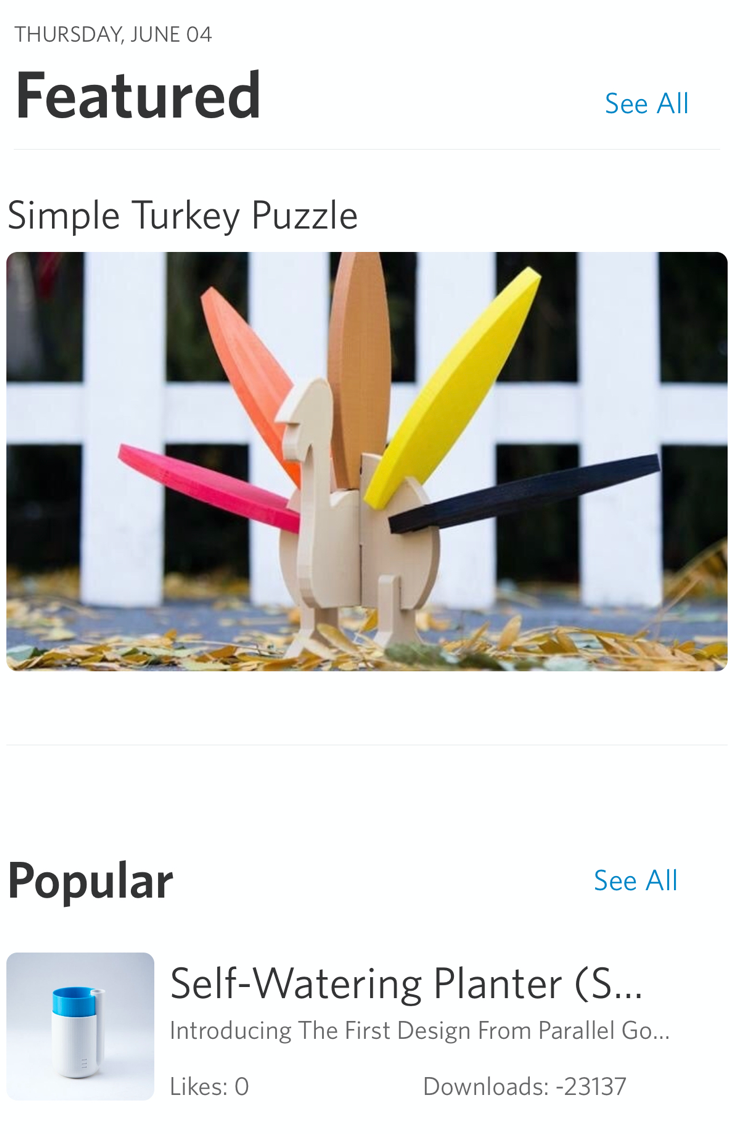 THURSDAY, JUNE 04
Featured
See All
Simple Turkey Puzzle
Popular
See All
Self-Watering Planter (S...
Introducing The First Design From Parallel Go...
Likes: 0
Downloads: -23137